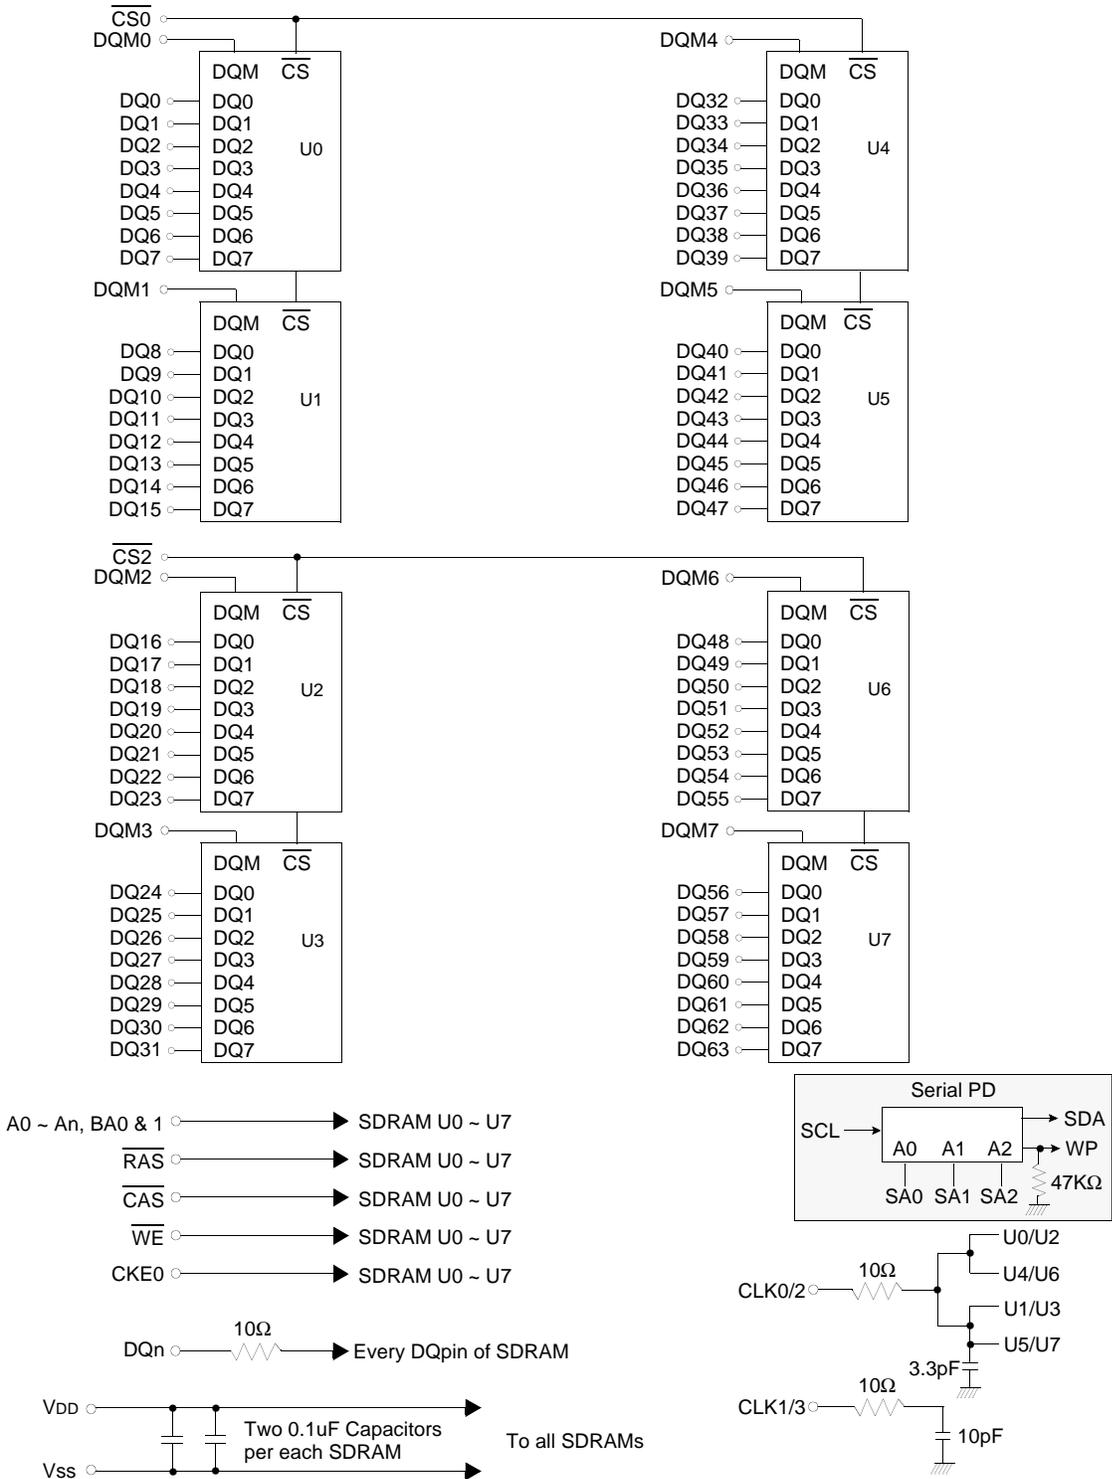 CS0
DQM0
DQM CS
DQ0 DQ0
DQ1 DQ1
DQ2 DQ2
DQ3 DQ3
DQ4 DQ4
DQ5 DQ5
DQ6 DQ6
DQ7 DQ7
U0
DQM4
DQM CS
DQ32 DQ0
DQ33 DQ1
DQ34 DQ2
DQ35 DQ3
DQ36 DQ4
DQ37 DQ5
DQ38 DQ6
DQ39 DQ7
U4
DQM1
DQM CS
DQ8 DQ0
DQ9 DQ1
DQ10 DQ2
DQ11 DQ3
DQ12 DQ4
DQ13 DQ5
DQ14 DQ6
DQ15 DQ7
U1
DQM5
DQM CS
DQ40 DQ0
DQ41 DQ1
DQ42 DQ2
DQ43 DQ3
DQ44 DQ4
DQ45 DQ5
DQ46 DQ6
DQ47 DQ7
U5
CS2
DQM2
DQM CS
DQ16 DQ0
DQ17 DQ1
DQ18 DQ2
DQ19 DQ3
DQ20 DQ4
DQ21 DQ5
DQ22 DQ6
DQ23 DQ7
U2
DQM6
DQM CS
DQ48 DQ0
DQ49 DQ1
DQ50 DQ2
DQ51 DQ3
DQ52 DQ4
DQ53 DQ5
DQ54 DQ6
DQ55 DQ7
U6
DQM3
DQM CS
DQ24 DQ0
DQ25 DQ1
DQ26 DQ2
DQ27 DQ3
DQ28 DQ4
DQ29 DQ5
DQ30 DQ6
DQ31 DQ7
U3
DQM7
DQM CS
DQ56 DQ0
DQ57 DQ1
DQ58 DQ2
DQ59 DQ3
DQ60 DQ4
DQ61 DQ5
DQ62 DQ6
DQ63 DQ7
U7
A0 ~ An, BA0 & 1 SDRAM U0 ~ U7
RAS SDRAM U0 ~ U7
CAS SDRAM U0 ~ U7
WE SDRAM U0 ~ U7
CKE0 SDRAM U0 ~ U7
10Ω
DQn Every DQpin of SDRAM
VDD
Two 0.1uF Capacitors
per each SDRAM
To all SDRAMs
Vss
Serial PD
SCL
SDA
A0 A1 A2
WP
SA0 SA1 SA2
47KΩ
U0/U2
10Ω
U4/U6
CLK0/2
U1/U3
U5/U7
3.3pF
10Ω
CLK1/3
10pF